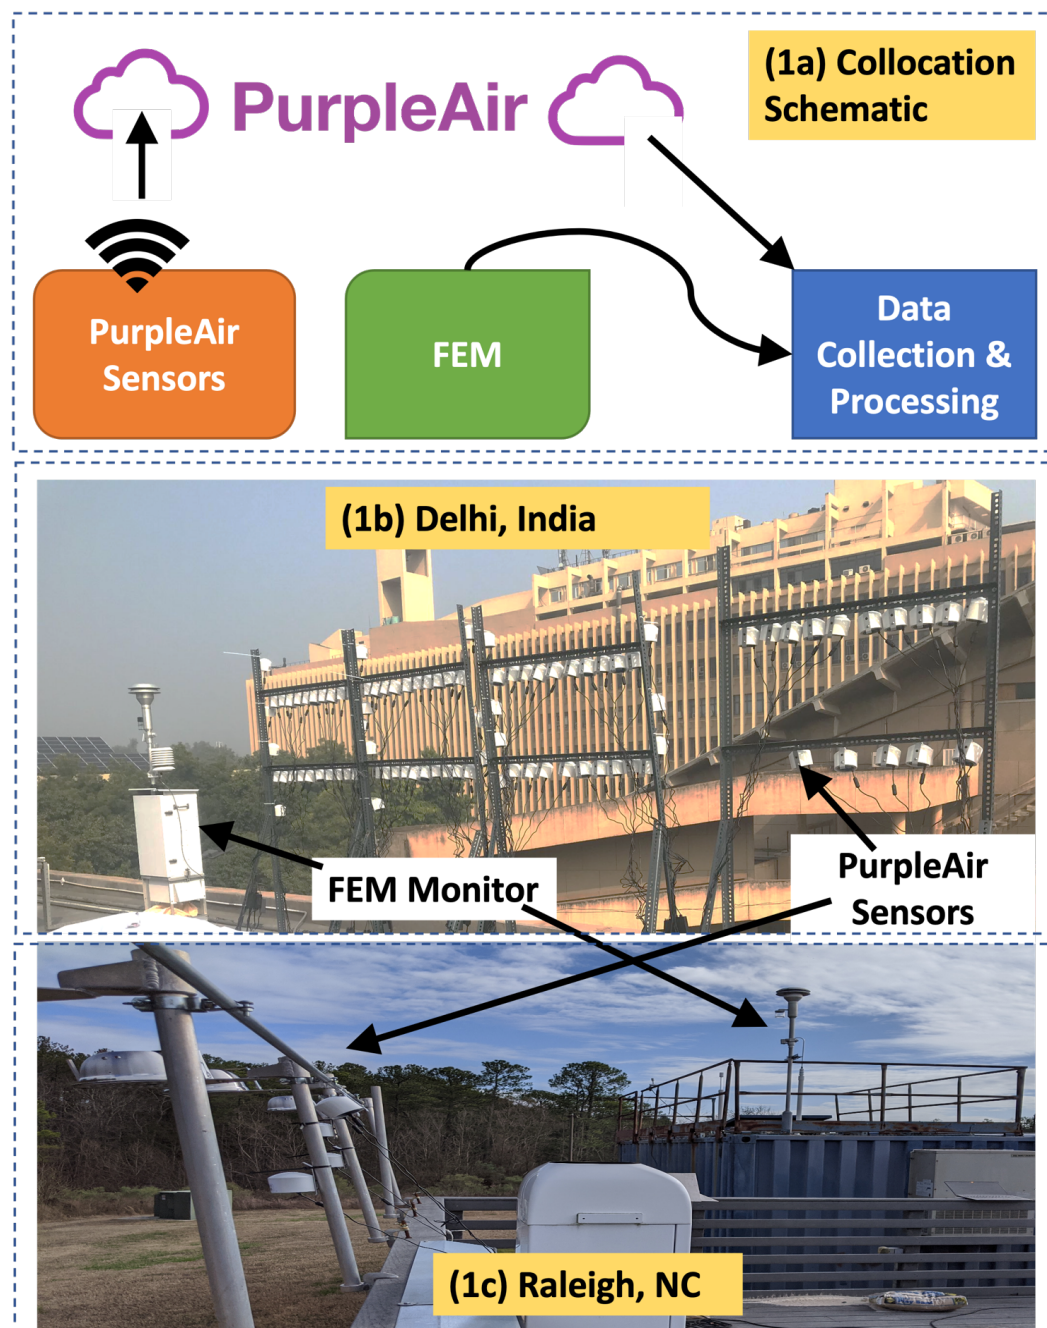 (1a) Collocation
Schematic
PurpleAir
PurpleAir
Sensors
FEM
Data
Collection &
Processing
(1b) Delhi, India
FEM Monitor
PurpleAir
Sensors
(1c) Raleigh, NC